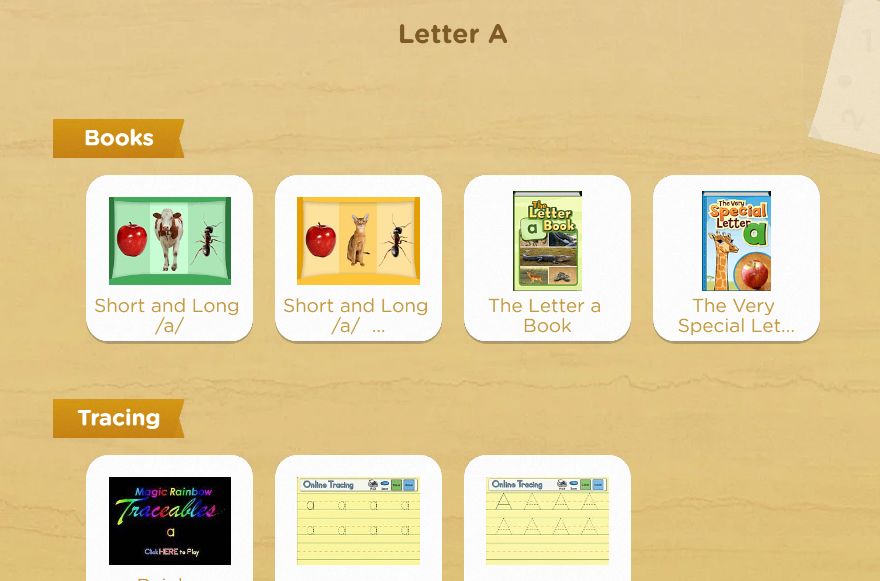 Letter A
Books
The
Letter
a Book
The Very
Special
Letter
a
Short and Long
/a/
Short and Long
/a/ ...
The Letter a
Book
The Very
Special Let...
Tracing
Magic Rainbow
Traceables
a
Click HERE to Play
Online Tracing
a a a a
a a a a
Online Tracing
A A A A
A A A A